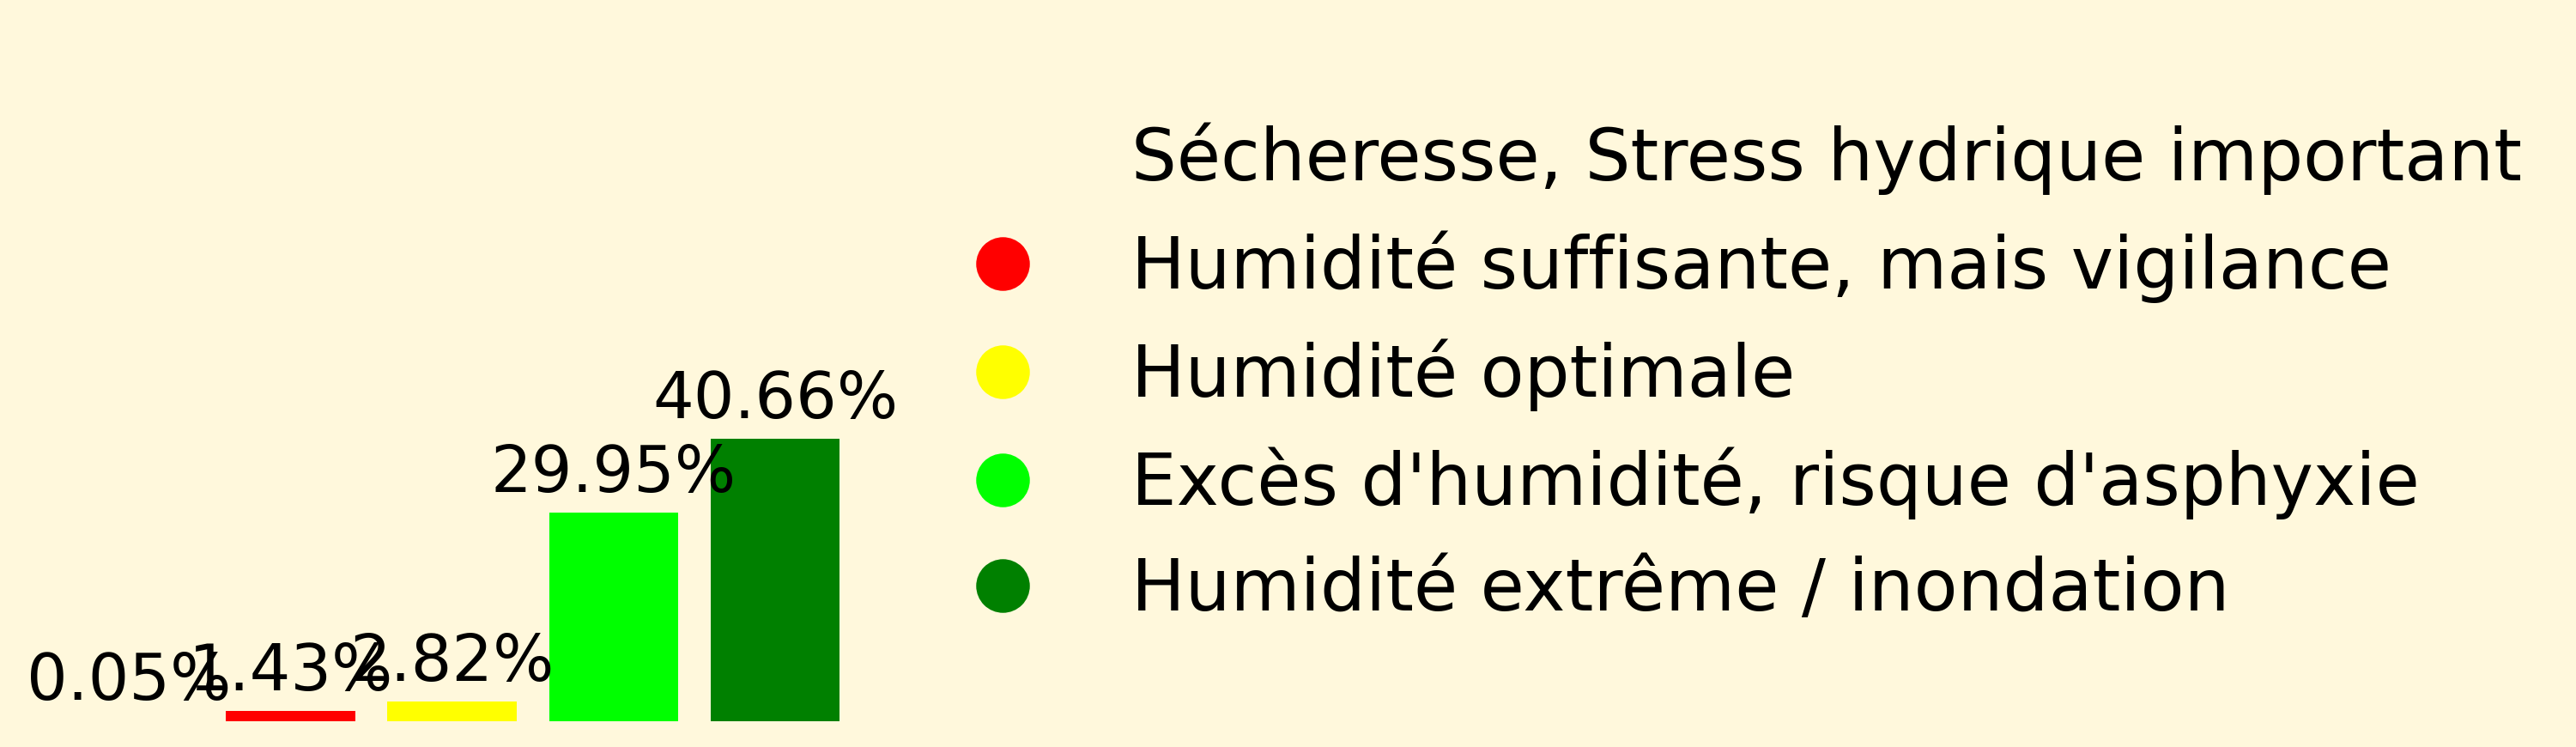 Sécheresse, Stress hydrique important
Humidité suffisante, mais vigilance
Humidité optimale
Excès d'humidité, risque d'asphyxie
Humidité extrême / inondation
40.66%
29.95%
2.82%
1.43%
0.05%